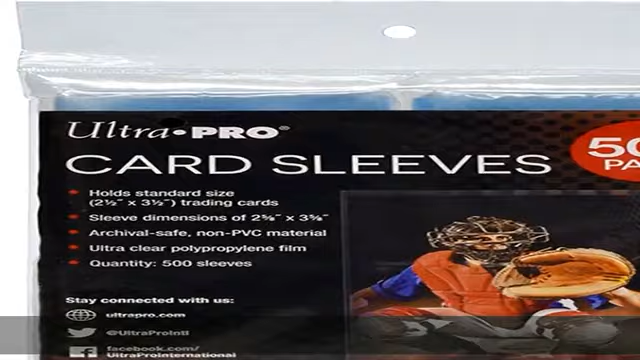 Ultra•PRO®
CARD SLEEVES
50
PA
• Holds standard size
(2½" x 3½") trading cards
• Sleeve dimensions of 2⅝" x 3⅝"
• Archival-safe, non-PVC material
• Ultra clear polypropylene film
• Quantity: 500 sleeves
Stay connected with us:
ultrapro.com
@UltraProIntl
facebook.com/
UltraProInternational